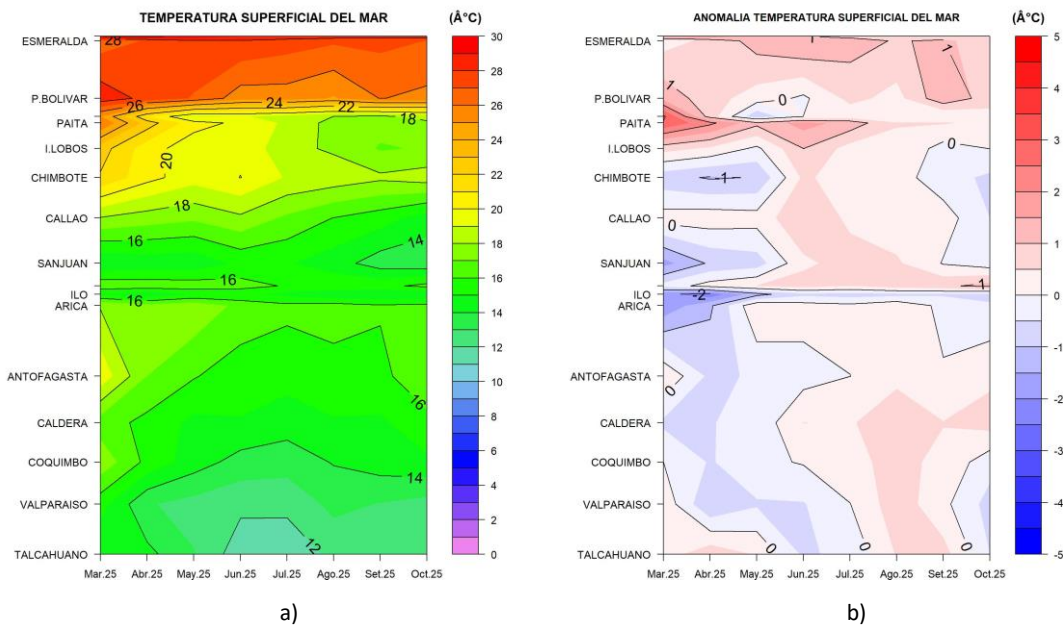 TEMPERATURA SUPERFICIAL DEL MAR
(Â°C)
ESMERALDA
P.BOLIVAR
PAITA
I.LOBOS
CHIMBOTE
CALLAO
SANJUAN
ILO
ARICA
ANTOFAGASTA
CALDERA
COQUIMBO
VALPARAISO
TALCAHUANO
28
26
24
22
18
20
18
16
14
16
16
16
14
12
Mar.25 Abr.25 May.25 Jun.25 Jul.25 Ago.25 Set.25 Oct.25
30
28
26
24
22
20
18
16
14
12
10
8
6
4
2
0
a)
ANOMALIA TEMPERATURA SUPERFICIAL DEL MAR
(Â°C)
ESMERALDA
P.BOLIVAR
PAITA
I.LOBOS
CHIMBOTE
CALLAO
SANJUAN
ILO
ARICA
ANTOFAGASTA
CALDERA
COQUIMBO
VALPARAISO
TALCAHUANO
1
1
0
0
-1
0
1
-2
0
0
0
0
Mar.25 Abr.25 May.25 Jun.25 Jul.25 Ago.25 Set.25 Oct.25
5
4
3
2
1
0
-1
-2
-3
-4
-5
b)